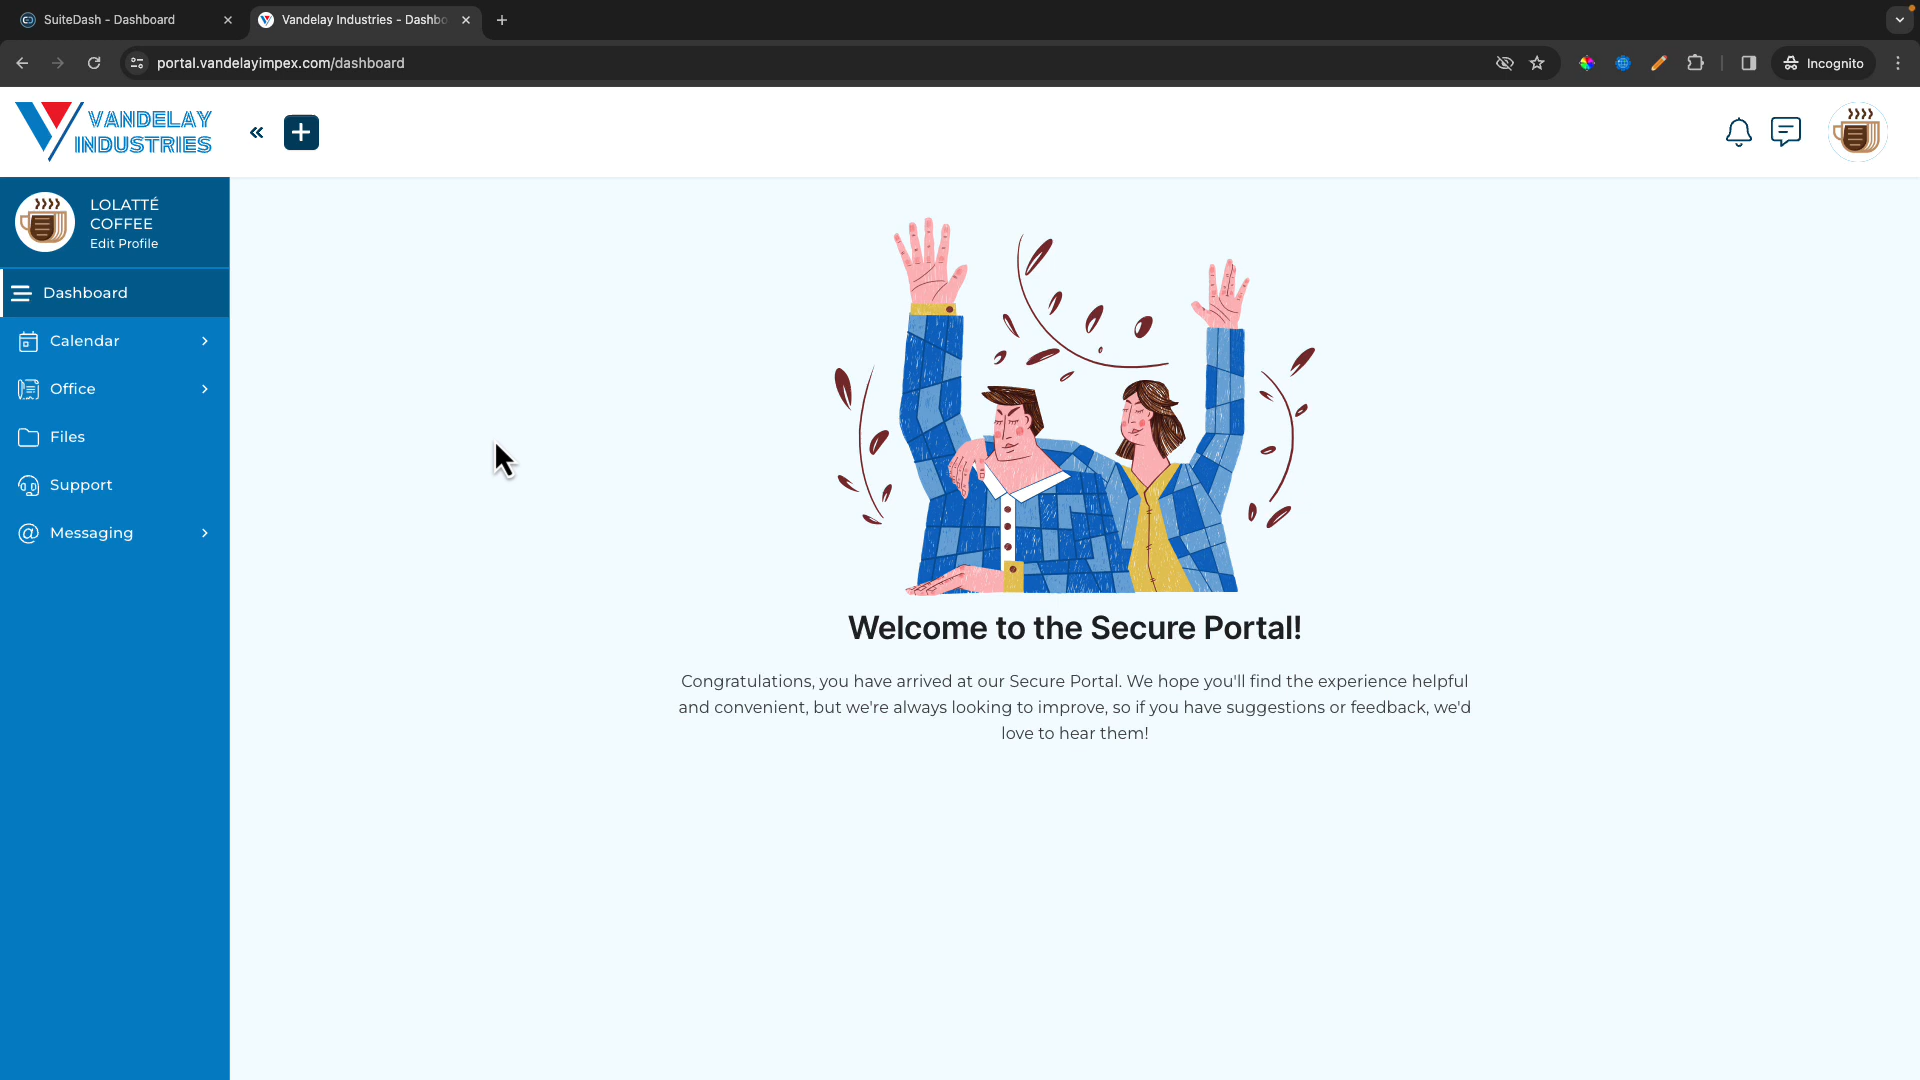 SuiteDash - Dashboard
Vandelay Industries - Dashbo
portal.vandelayimpex.com/dashboard
Incognito
VANDELAY
INDUSTRIES
LOLATTÉ
COFFEE
Edit Profile
Dashboard
Calendar
Office
Files
Support
Messaging
Welcome to the Secure Portal!
Congratulations, you have arrived at our Secure Portal. We hope you'll find the experience helpful
and convenient, but we're always looking to improve, so if you have suggestions or feedback, we'd
love to hear them!